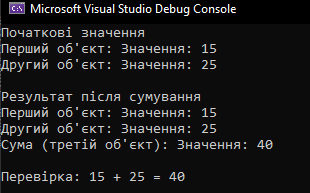 Microsoft Visual Studio Debug Console
Початкові значення
Перший об'єкт: Значення: 15
Другий об'єкт: Значення: 25
Результат після сумування
Перший об'єкт: Значення: 15
Другий об'єкт: Значення: 25
Сума (третій об'єкт): Значення: 40
Перевірка: 15 + 25 = 40